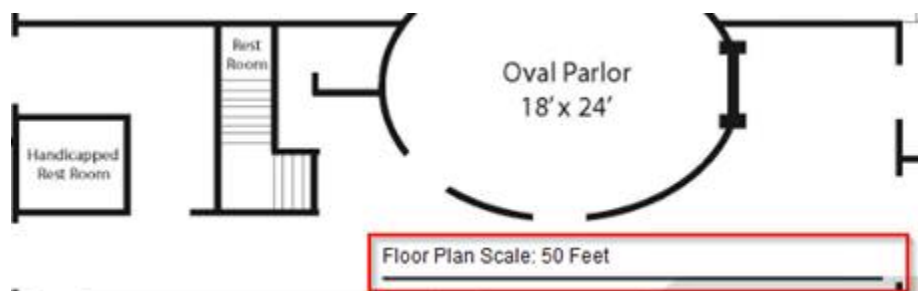 Rest
Room
Oval Parlor
18' x 24'
Handicapped
Rest Room
Floor Plan Scale: 50 Feet